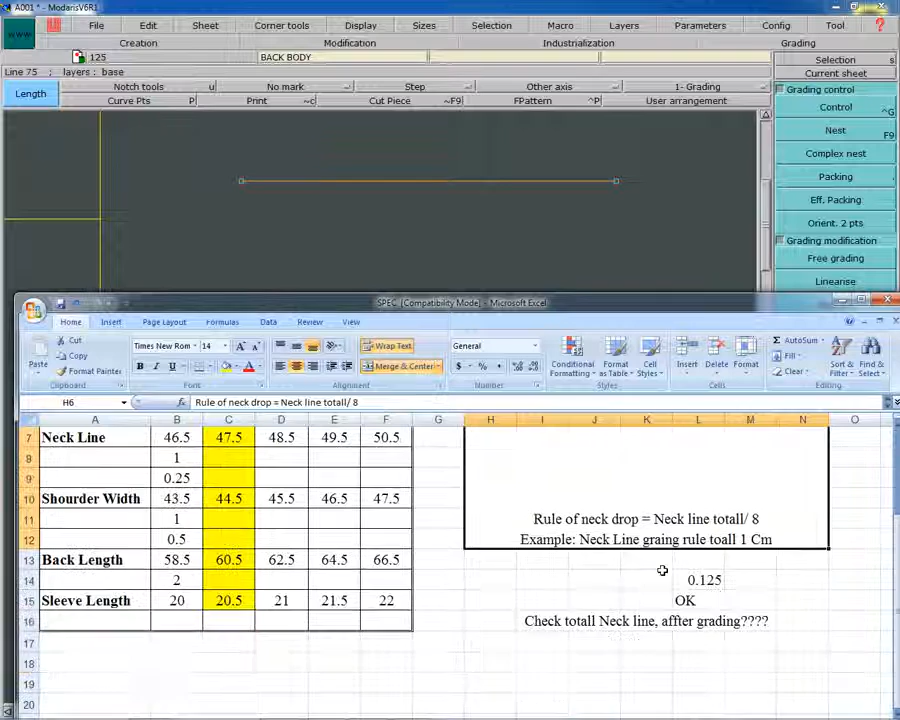 A001 * - ModarisV6R1
WWW
File Edit Sheet Corner tools Display Sizes Selection Macro Layers Parameters Config Tool ?
Creation Modification Industrialization Grading
125 BACK BODY
Selection s
Line 75 ; layers : base
Current sheet
Length
Notch tools u No mark Step Other axis 1- Grading
Curve Pts P Print ~c Cut Piece ~F9 FPattern ^P User arrangement
Grading control
Control ^G
Nest F9
Complex nest
Packing
Eff, Packing
Orient. 2 pts
Grading modification
Free grading
Linearise
SPEC [Compatibility Mode] - Microsoft Excel
Home Insert Page Layout Formulas Data Review View
Paste
Cut
Copy
Format Painter
Clipboard
Times New Rom 14
B I U
Font
Wrap Text
Merge & Center
Alignment
General
$ % ,
Number
Conditional Formatting
Format as Table
Cell Styles
Styles
Insert Delete Format
Cells
AutoSum
Fill
Clear
Sort & Filter
Find & Select
Editing
H6 fx Rule of neck drop = Neck line totall/ 8
A B C D E F G H I J K L M N O
7 Neck Line 46.5 47.5 48.5 49.5 50.5
8 1
9 0.25
10 Shourder Width 43.5 44.5 45.5 46.5 47.5
11 1
12 0.5
13 Back Length 58.5 60.5 62.5 64.5 66.5
14 2
15 Sleeve Length 20 20.5 21 21.5 22
16
17
18
19
20
Rule of neck drop = Neck line totall/ 8
Example: Neck Line graing rule toall 1 Cm
0.125
OK
Check totall Neck line, affter grading????